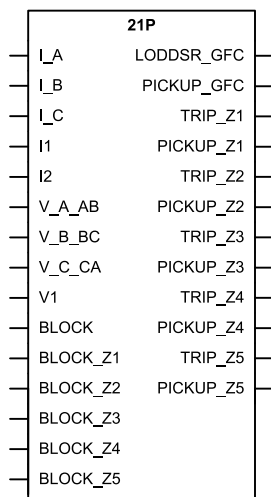 21P
I_A LODDSR_GFC
I_B PICKUP_GFC
I_C TRIP_Z1
I1 PICKUP_Z1
I2 TRIP_Z2
V_A_AB PICKUP_Z2
V_B_BC TRIP_Z3
V_C_CA PICKUP_Z3
V1 TRIP_Z4
BLOCK PICKUP_Z4
BLOCK_Z1 TRIP_Z5
BLOCK_Z2 PICKUP_Z5
BLOCK_Z3
BLOCK_Z4
BLOCK_Z5